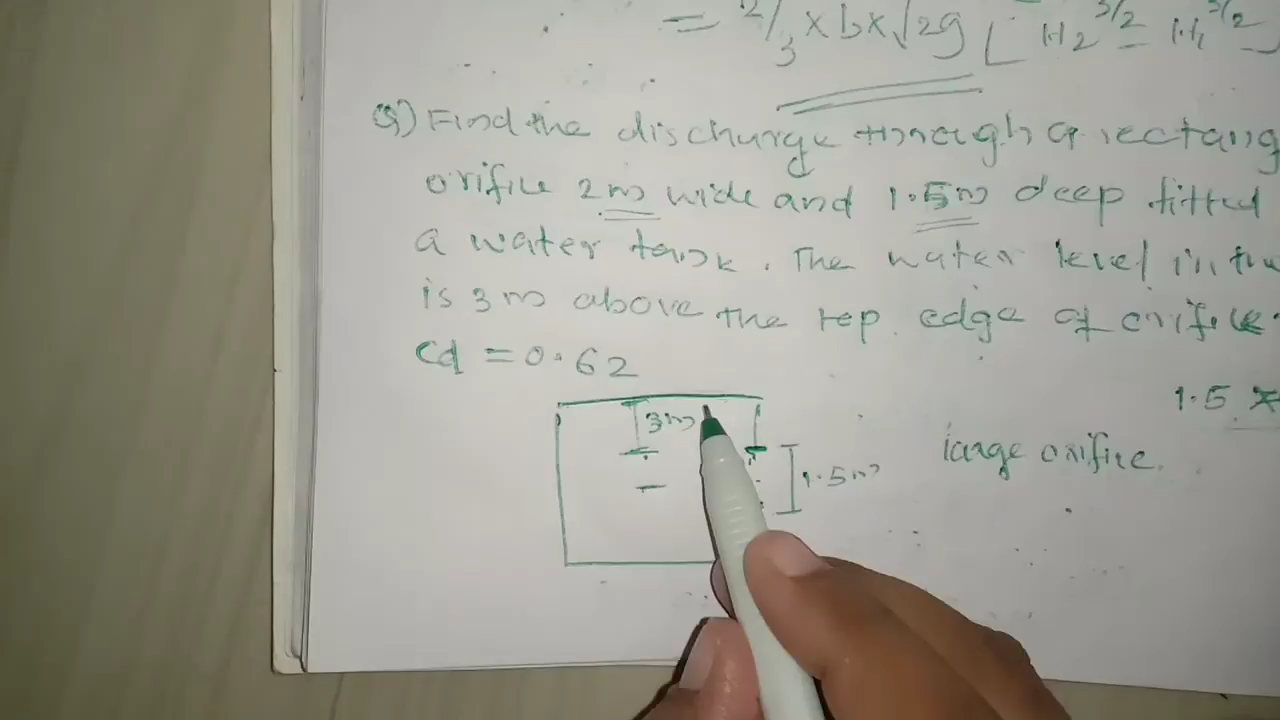 = 2/3 x b x √2g [H2^3/2 - H1^3/2]
Q) Find the discharge through a rectang
orifice 2m wide and 1.5m deep fitted
a water tank. The water level in the
is 3m above the top edge of orifice.
Cd = 0.62
3m
1.5m
1.5 x
large orifice.